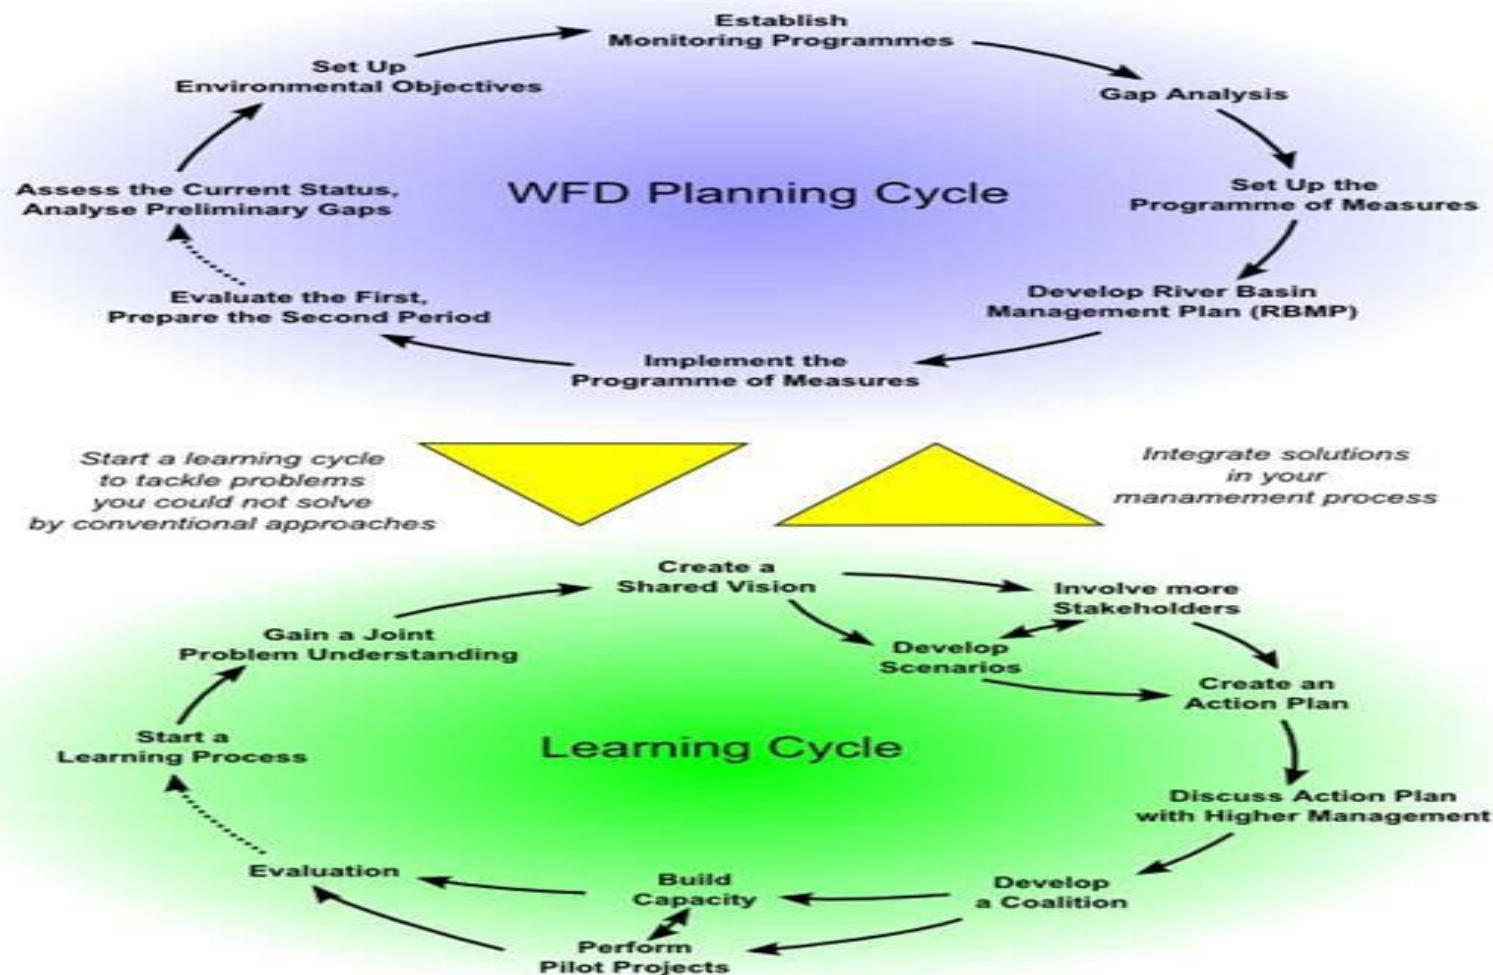 Establish
Monitoring Programmes
Set Up
Environmental Objectives
Gap Analysis
Assess the Current Status,
Analyse Preliminary Gaps
WFD Planning Cycle
Set Up the
Programme of Measures
Evaluate the First,
Prepare the Second Period
Develop River Basin
Management Plan (RBMP)
Implement the
Programme of Measures
Start a learning cycle
to tackle problems
you could not solve
by conventional approaches
Integrate solutions
in your
manamement process
Create a
Shared Vision
Involve more
Stakeholders
Gain a Joint
Problem Understanding
Develop
Scenarios
Create an
Action Plan
Start a
Learning Process
Learning Cycle
Discuss Action Plan
with Higher Management
Evaluation
Build
Capacity
Develop
a Coalition
Perform
Pilot Projects